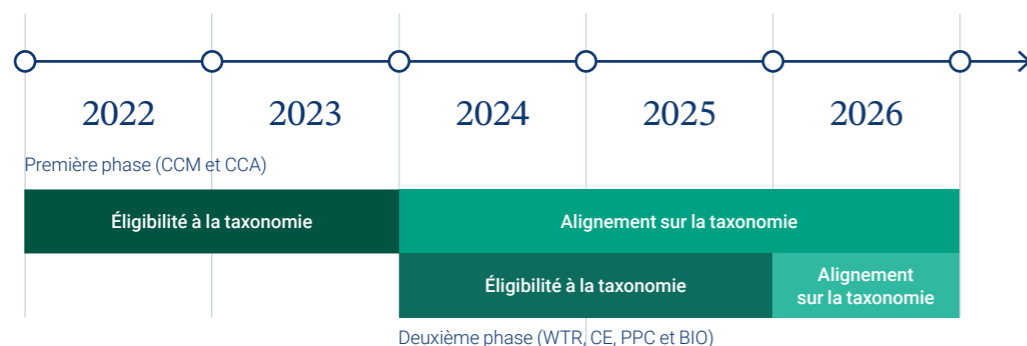 2022 2023 2024 2025 2026
Première phase (CCM et CCA)
Éligibilité à la taxonomie
Alignement sur la taxonomie
Éligibilité à la taxonomie
Alignement
sur la taxonomie
Deuxième phase (WTR, CE, PPC et BIO)